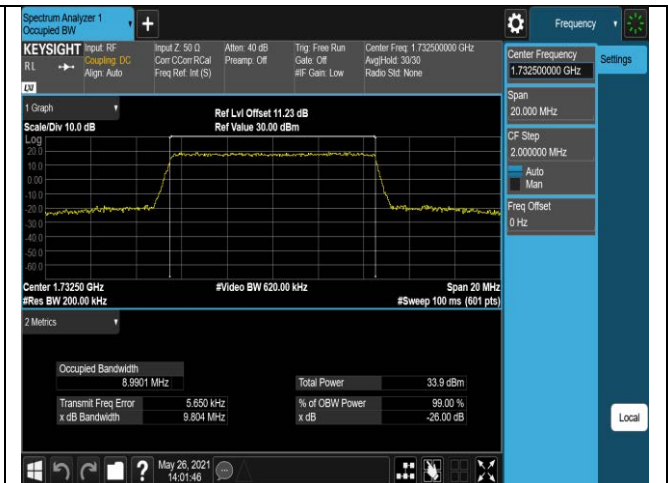 Spectrum Analyzer 1
Occupied BW
+
Frequency
KEYSIGHT
RL
LXI
Input: RF
Coupling: DC
Align: Auto
Input Z: 50 Ω
Corr CCorr RCal
Freq Ref: Int (S)
Atten: 40 dB
Preamp: Off
Trig: Free Run
Gate: Off
#IF Gain: Low
Center Freq: 1.732500000 GHz
Avg|Hold: 30/30
Radio Std: None
Center Frequency
1.732500000 GHz
Settings
Span
20.000 MHz
CF Step
2.000000 MHz
Auto
Man
Freq Offset
0 Hz
1 Graph
Scale/Div 10.0 dB
Ref Lvl Offset 11.23 dB
Ref Value 30.00 dBm
Log
20.0
10.0
0.00
-10.0
-20.0
-30.0
-40.0
-50.0
-60.0
Center 1.73250 GHz
#Res BW 200.00 kHz
#Video BW 620.00 kHz
Span 20 MHz
#Sweep 100 ms (601 pts)
2 Metrics
Occupied Bandwidth
8.9901 MHz
Total Power 33.9 dBm
Transmit Freq Error 5.650 kHz
% of OBW Power 99.00 %
x dB Bandwidth 9.804 MHz
x dB -26.00 dB
Local
?
May 26, 2021
14:01:46